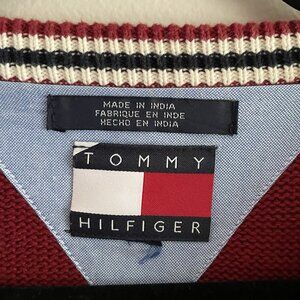 MADE IN INDIA
FABRIQUE EN INDE
HECHO EN INDIA
TOMMY
HILFIGER